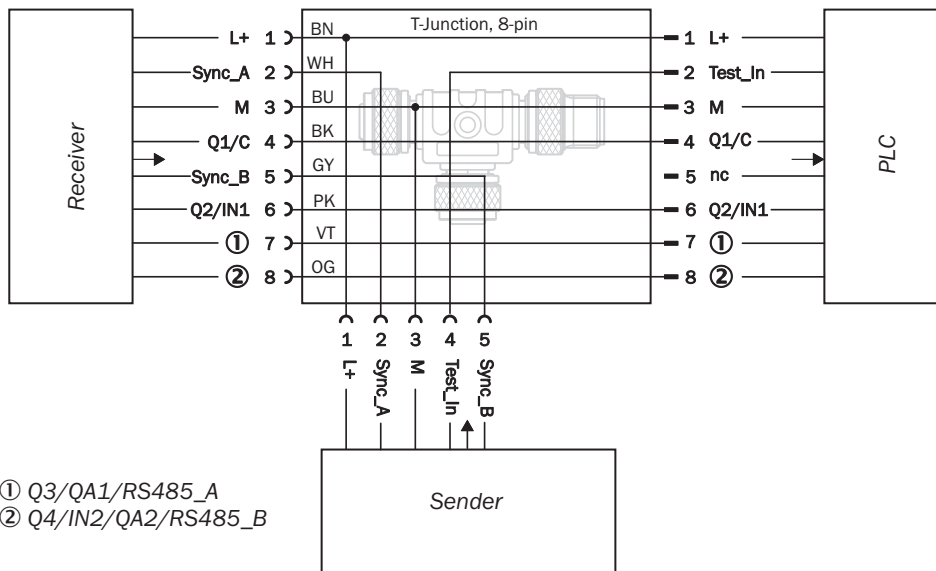 T-Junction, 8-pin
L+ 1 BN 1 L+
Sync_A 2 WH 2 Test_In
M 3 BU 3 M
Q1/C 4 BK 4 Q1/C
Sync_B 5 GY 5 nc
Q2/IN1 6 PK 6 Q2/IN1
① 7 VT 7 ①
② 8 OG 8 ②
Receiver
PLC
1 2 3 4 5
L+ Sync_A M Test_In Sync_B
Sender
① Q3/QA1/RS485_A
② Q4/IN2/QA2/RS485_B